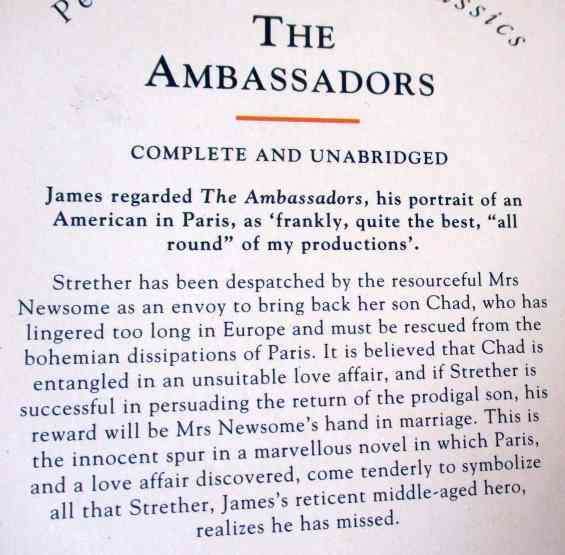 THE
AMBASSADORS
COMPLETE AND UNABRIDGED
James regarded The Ambassadors, his portrait of an
American in Paris, as ‘frankly, quite the best, “all
round” of my productions’.
Strether has been despatched by the resourceful Mrs
Newsome as an envoy to bring back her son Chad, who has
lingered too long in Europe and must be rescued from the
bohemian dissipations of Paris. It is believed that Chad is
entangled in an unsuitable love affair, and if Strether is
successful in persuading the return of the prodigal son, his
reward will be Mrs Newsome’s hand in marriage. This is
the innocent spur in a marvellous novel in which Paris,
and a love affair discovered, come tenderly to symbolize
all that Strether, James’s reticent middle-aged hero,
realizes he has missed.